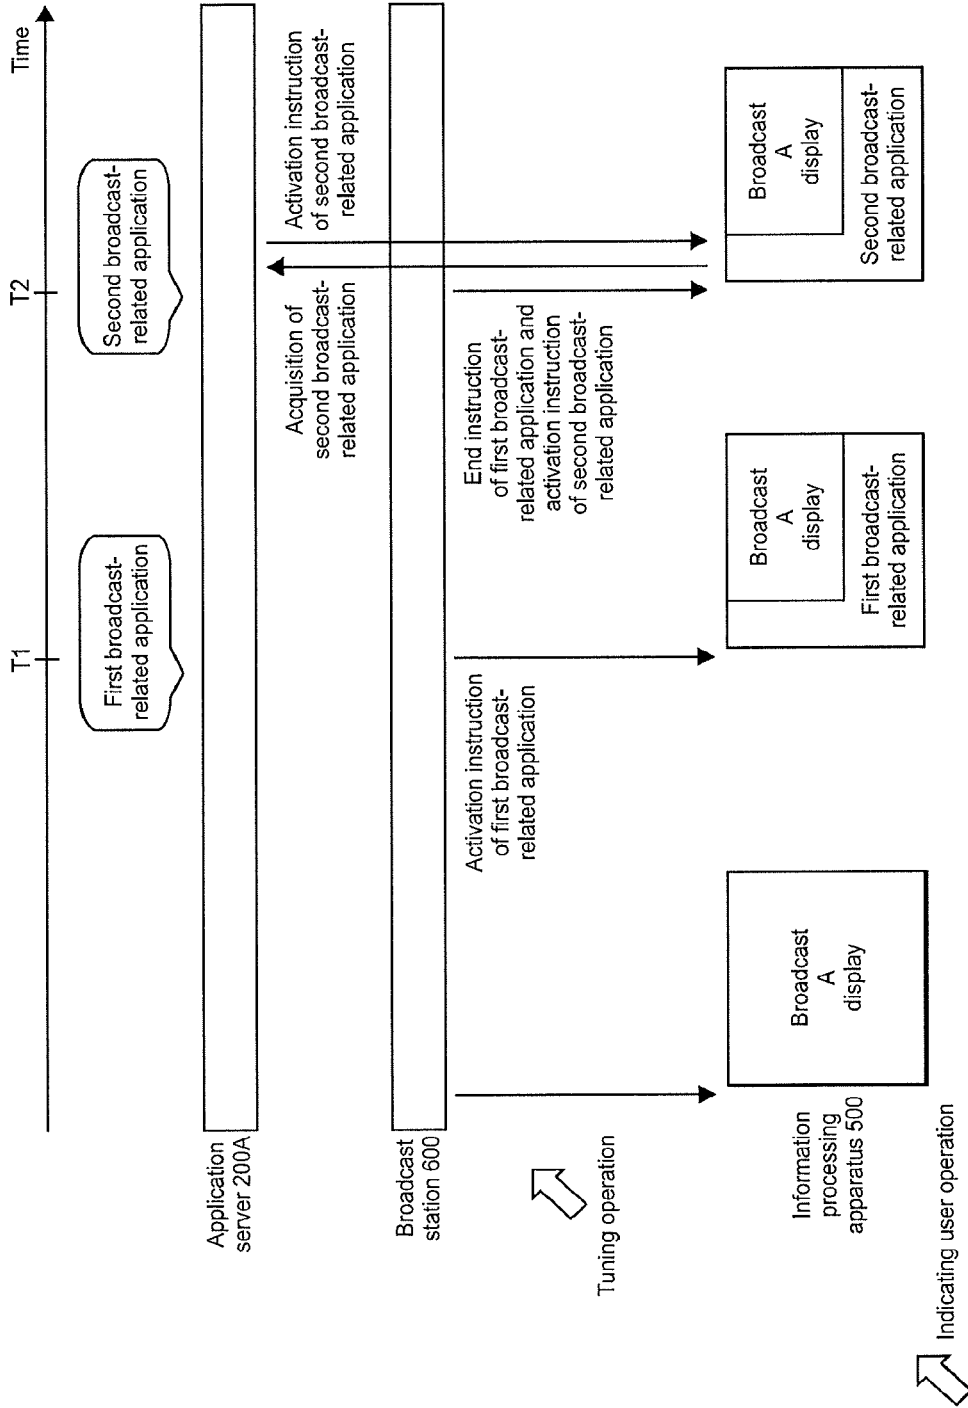 Time
T1
T2
First broadcast-
related application
Second broadcast-
related application
Application
server 200A
Acquisition of
second broadcast-
related application
Activation instruction
of second broadcast-
related application
Broadcast
station 600
Tuning operation
Activation instruction
of first broadcast-
related application
End instruction
of first broadcast-
related application and
activation instruction
of second broadcast-
related application
Information
processing
apparatus 500
Broadcast
A
display
Broadcast
A
display
First broadcast-
related application
Broadcast
A
display
Second broadcast-
related application
Indicating user operation